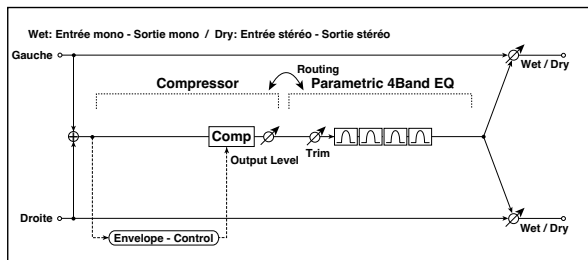 Wet: Entrée mono - Sortie mono / Dry: Entrée stéréo - Sortie stéréo
Gauche
Wet / Dry
Routing
Compressor
Parametric 4Band EQ
Comp
Output Level
Trim
Droite
Wet / Dry
Envelope - Control